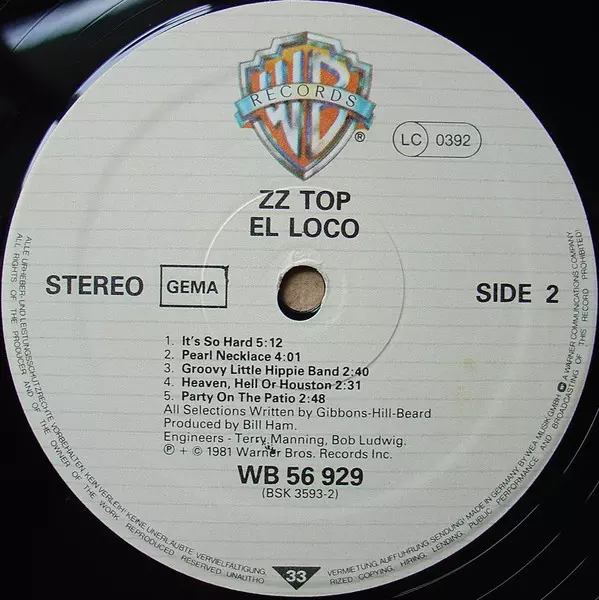 WB
RECORDS
®
LC 0392
ZZ TOP
EL LOCO
STEREO
GEMA
SIDE 2
1. It's So Hard 5:12
2. Pearl Necklace 4:01
3. Groovy Little Hippie Band 2:40
4. Heaven, Hell Or Houston 2:31
5. Party On The Patio 2:48
All Selections Written by Gibbons-Hill-Beard
Produced by Bill Ham.
Engineers - Terry Manning, Bob Ludwig.
℗ + © 1981 Warner Bros. Records Inc.
WB 56 929
(BSK 3593-2)
33
ALLE URHEBER- UND LEISTUNGSSCHUTZRECHTE VORBEHALTEN. KEIN VERLEIH! KEINE UNERLAUBTE VERVIELFÄLTIGUNG,
VERMIETUNG, AUFFÜHRUNG, SENDUNG! MADE IN GERMANY BY WEA MUSIK GMBH A WARNER COMMUNICATIONS COMPANY
ALL RIGHTS OF THE PRODUCER AND OF THE OWNER OF THE WORK REPRODUCED RESERVED. UNAUTHO
RIZED COPYING, HIRING, LENDING, PUBLIC PERFORMANCE AND BROADCASTING OF THIS RECORD PROHIBITED!